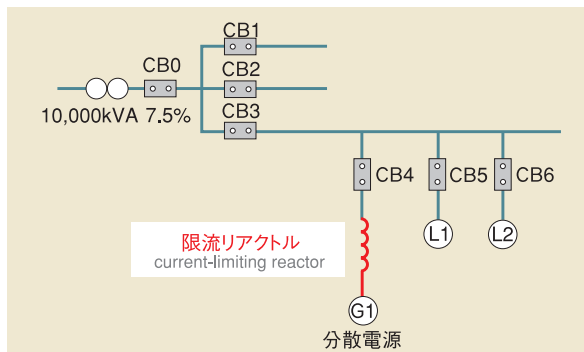 CB1
CB0
CB2
10,000kVA 7.5%
CB3
CB4
CB5
CB6
限流リアクトル
current-limiting reactor
L1
L2
G1
分散電源